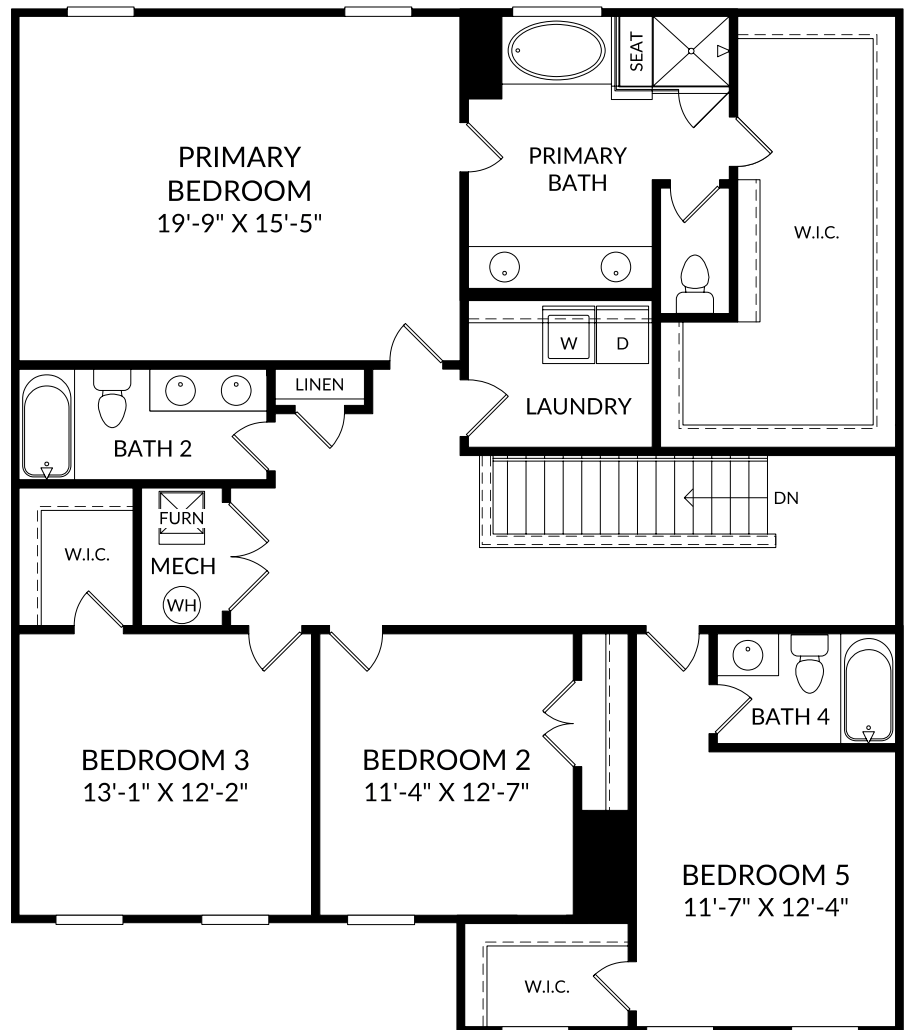 SEAT
PRIMARY
BEDROOM
19'-9" X 15'-5"
PRIMARY
BATH
W.I.C.
W
D
LINEN
LAUNDRY
BATH 2
DN
FURN
W.I.C.
MECH
WH
BATH 4
BEDROOM 3
13'-1" X 12'-2"
BEDROOM 2
11'-4" X 12'-7"
BEDROOM 5
11'-7" X 12'-4"
W.I.C.